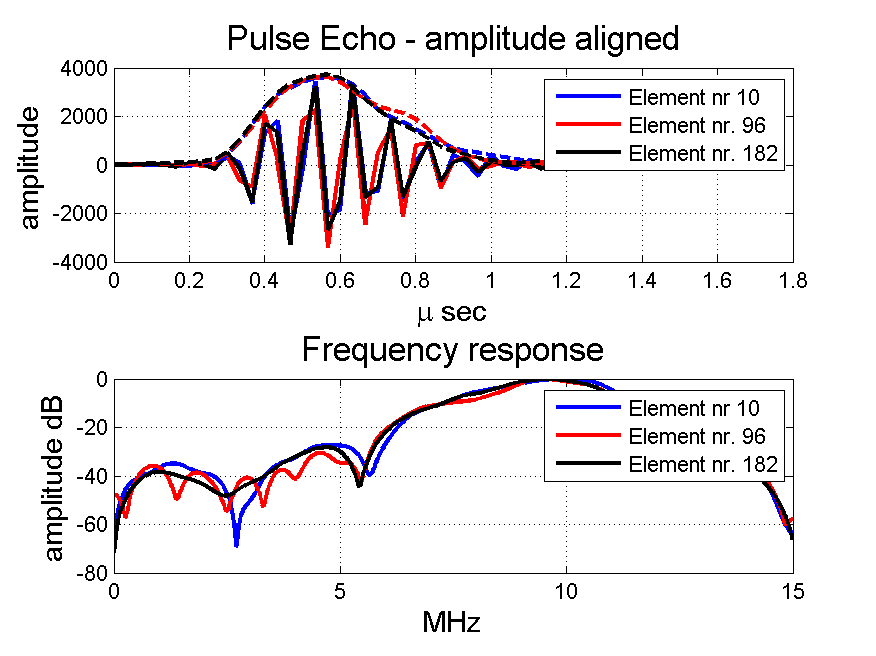 Pulse Echo - amplitude aligned
amplitude
4000
2000
0
-2000
-4000
Element nr 10
Element nr. 96
Element nr. 182
0 0.2 0.4 0.6 0.8 1 1.2 1.4 1.6 1.8
μ sec
Frequency response
amplitude dB
0
-20
-40
-60
-80
Element nr 10
Element nr. 96
Element nr. 182
0 5 10 15
MHz